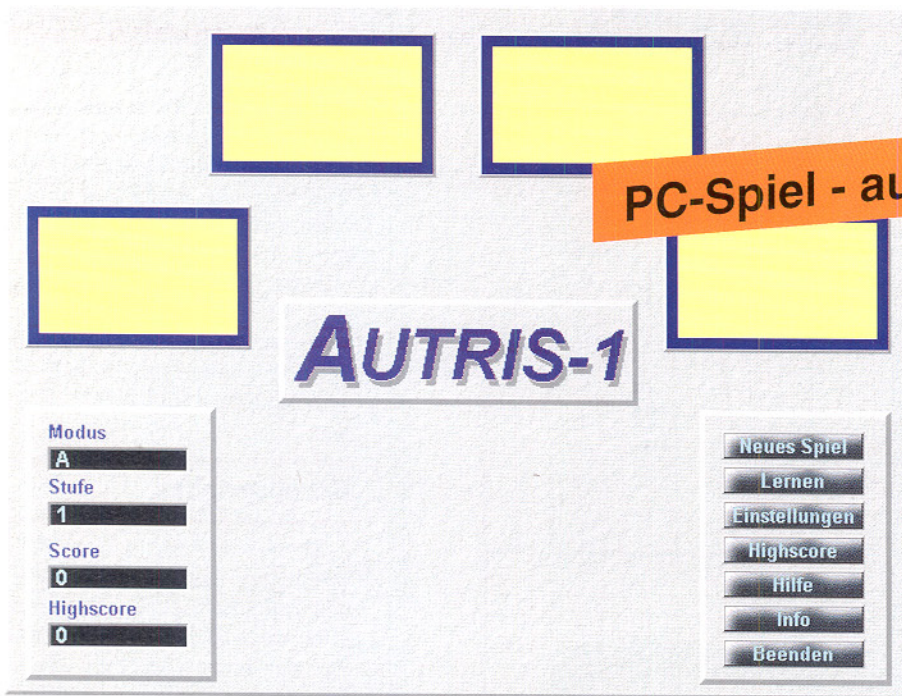 PC-Spiel - au
AUTRIS-1
Modus
A
Stufe
1
Score
0
Highscore
0
Neues Spiel
Lernen
Einstellungen
Highscore
Hilfe
Info
Beenden